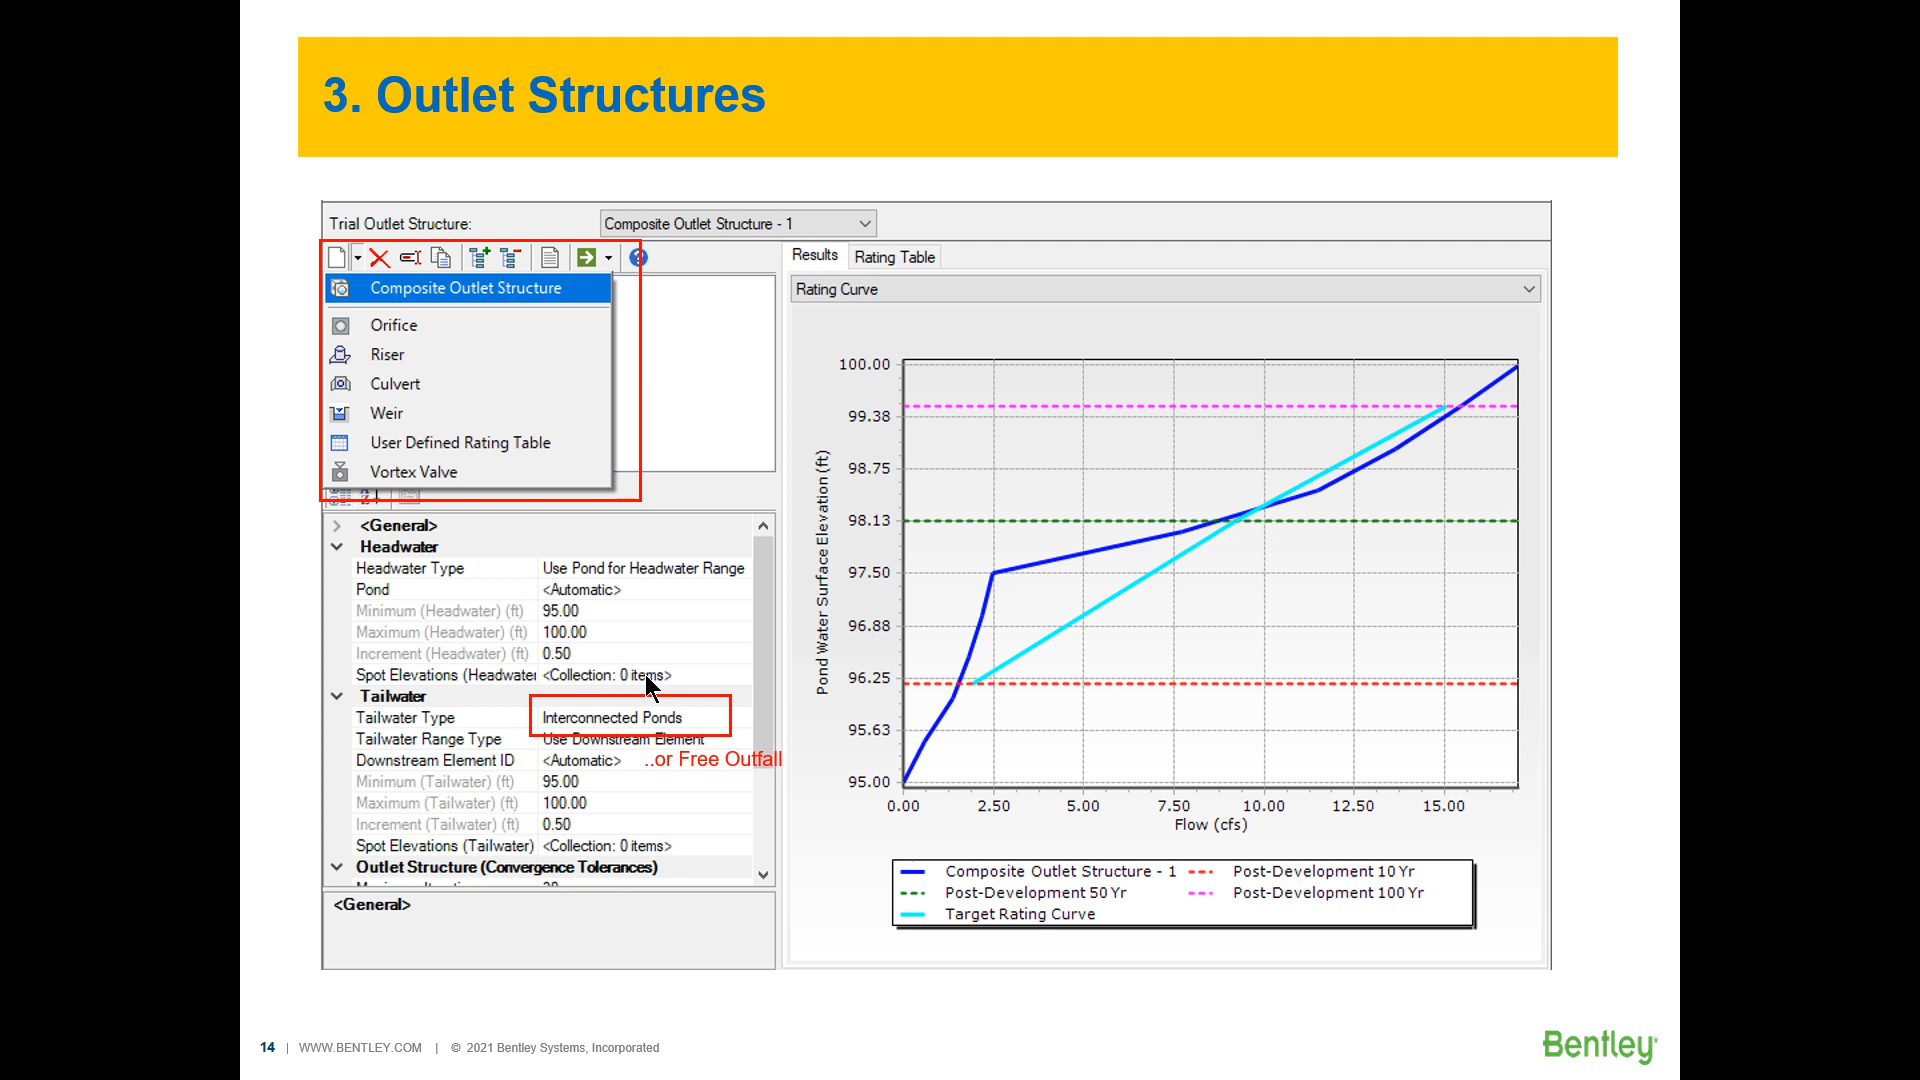 3. Outlet Structures
Trial Outlet Structure: Composite Outlet Structure - 1
Composite Outlet Structure
Orifice
Riser
Culvert
Weir
User Defined Rating Table
Vortex Valve
<General>
Headwater
Headwater Type Use Pond for Headwater Range
Pond <Automatic>
Minimum (Headwater) (ft) 95.00
Maximum (Headwater) (ft) 100.00
Increment (Headwater) (ft) 0.50
Spot Elevations (Headwater <Collection: 0 items>
Tailwater
Tailwater Type Interconnected Ponds
Tailwater Range Type Use Downstream Element
Downstream Element ID <Automatic>
..or Free Outfall
Minimum (Tailwater) (ft) 95.00
Maximum (Tailwater) (ft) 100.00
Increment (Tailwater) (ft) 0.50
Spot Elevations (Tailwater) <Collection: 0 items>
Outlet Structure (Convergence Tolerances)
<General>
Results Rating Table
Rating Curve
Pond Water Surface Elevation (ft)
100.00
99.38
98.75
98.13
97.50
96.88
96.25
95.63
95.00
0.00 2.50 5.00 7.50 10.00 12.50 15.00
Flow (cfs)
Composite Outlet Structure - 1 Post-Development 10 Yr
Post-Development 50 Yr Post-Development 100 Yr
Target Rating Curve
14 | WWW.BENTLEY.COM | © 2021 Bentley Systems, Incorporated
Bentley